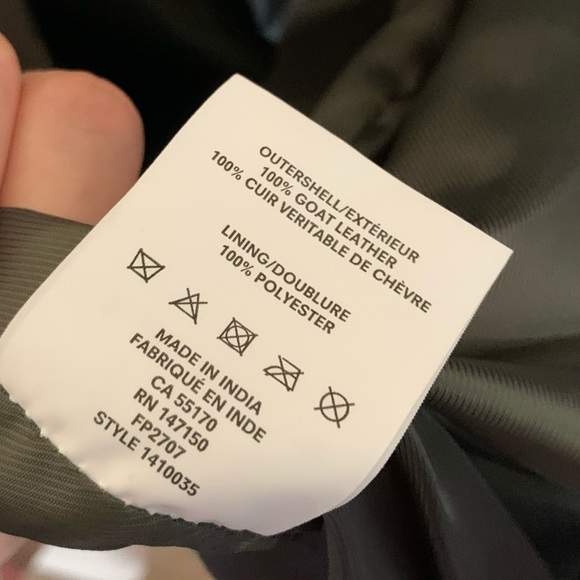 OUTERSHELL/EXTÉRIEUR
100% GOAT LEATHER
100% CUIR VERITABLE DE CHÈVRE
LINING/DOUBLURE
100% POLYESTER
MADE IN INDIA
FABRIQUÉ EN INDE
CA 55170
RN 147150
FP2707
STYLE 1410035